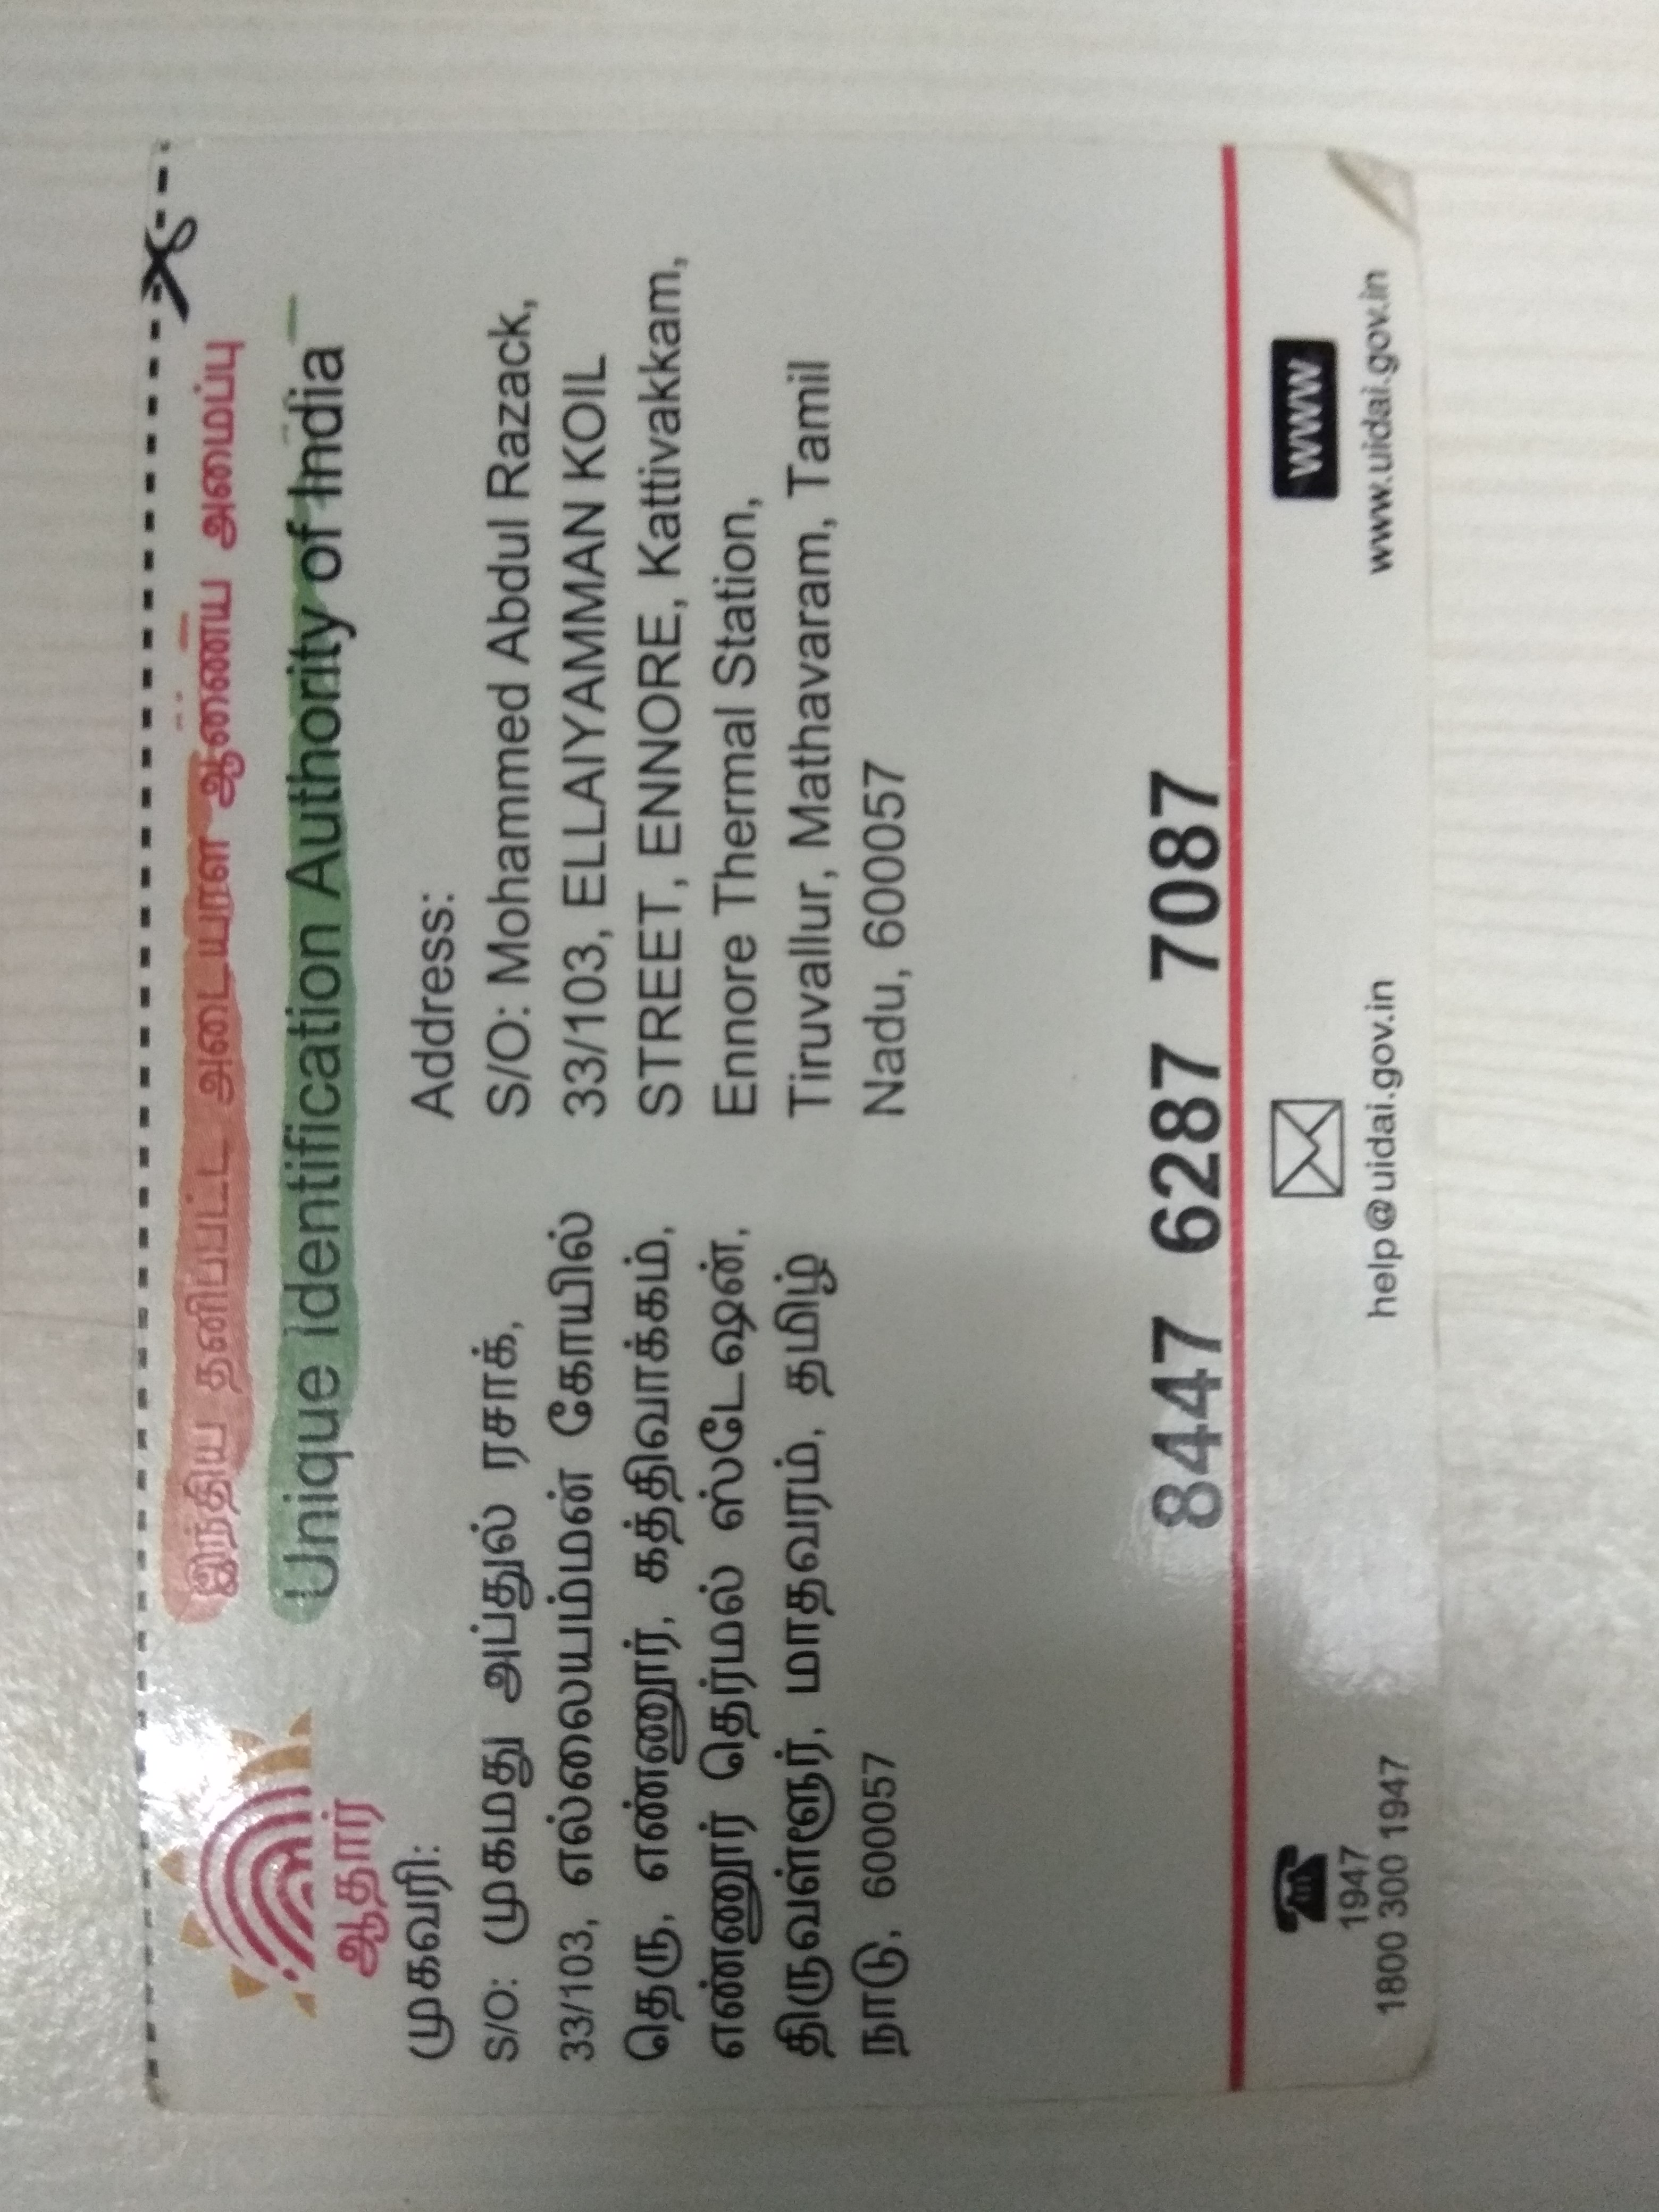 இந்திய தனிப்பட்ட அடையாள ஆணைய அமைப்பு
Unique Identification Authority of India
ஆதார்
முகவரி:
S/O: முகமது அப்துல் ரசாக்,
33/103, எல்லையம்மன் கோயில்
தெரு, எண்ணூர், கத்திவாக்கம்,
எண்ணூர் தெர்மல் ஸ்டேஷன்,
திருவள்ளூர், மாதவரம், தமிழ்
நாடு, 600057
Address:
S/O: Mohammed Abdul Razack,
33/103, ELLAIYAMMAN KOIL
STREET, ENNORE, Kattivakkam,
Ennore Thermal Station,
Tiruvallur, Mathavaram, Tamil
Nadu, 600057
8447 6287 7087
1947
1800 300 1947
help@uidai.gov.in
WWW
www.uidai.gov.in